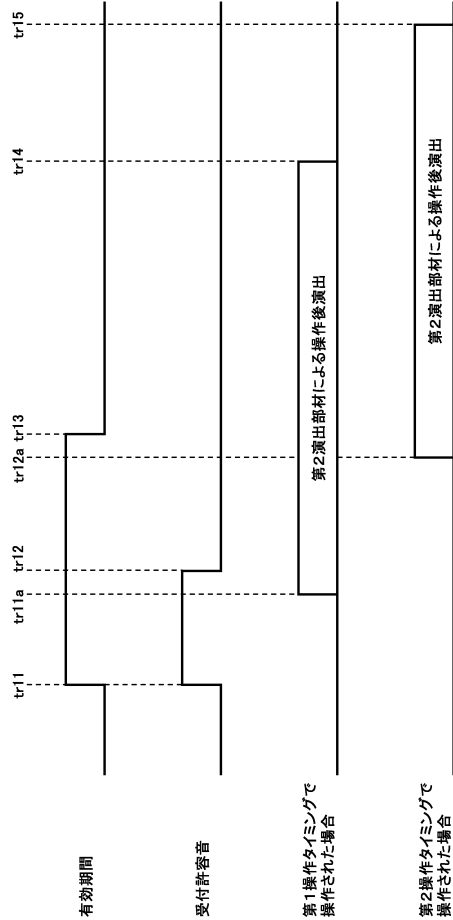 tr11
tr11a
tr12
tr12a
tr13
tr14
tr15
有効期間
受付許容音
第1操作タイミングで
操作された場合
第2演出部材による操作後演出
第2操作タイミングで
操作された場合
第2演出部材による操作後演出